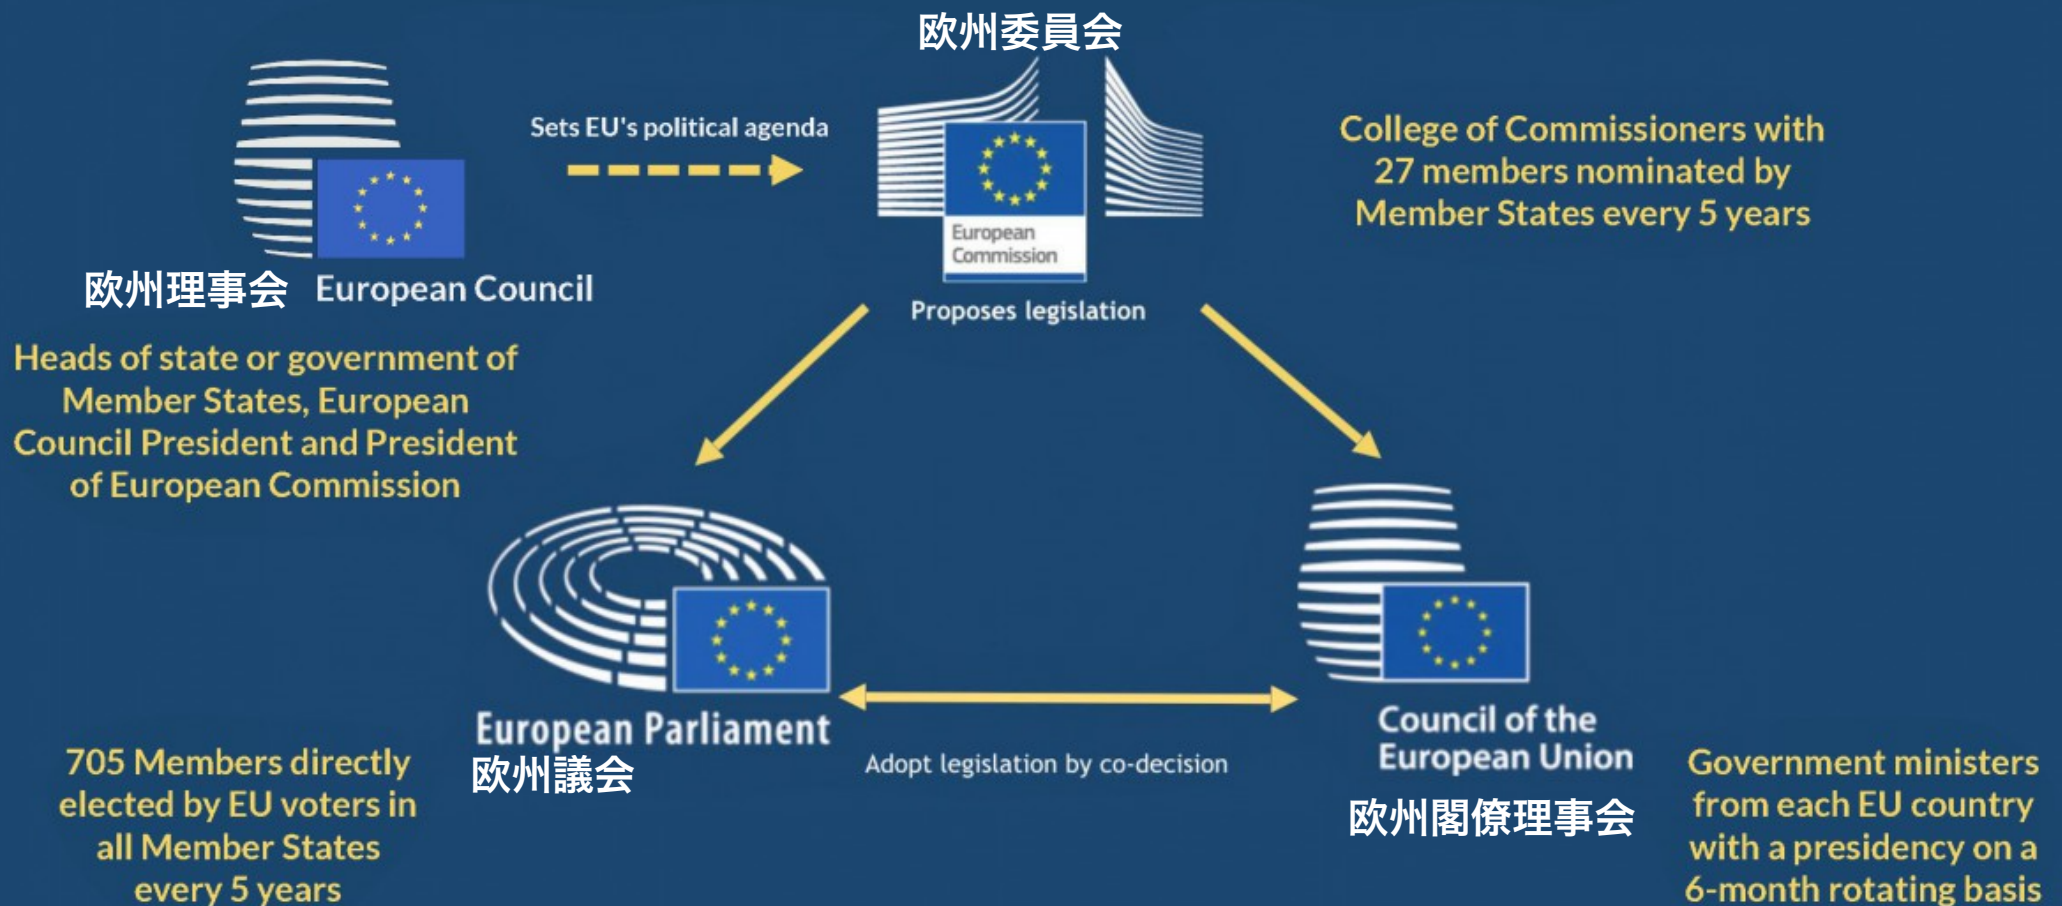 欧州委員会
Sets EU's political agenda
European
Commission
Proposes legislation
College of Commissioners with
27 members nominated by
Member States every 5 years
欧州理事会 European Council
Heads of state or government of
Member States, European
Council President and President
of European Commission
European Parliament
欧州議会
705 Members directly
elected by EU voters in
all Member States
every 5 years
Adopt legislation by co-decision
Council of the
European Union
欧州閣僚理事会
Government ministers
from each EU country
with a presidency on a
6-month rotating basis